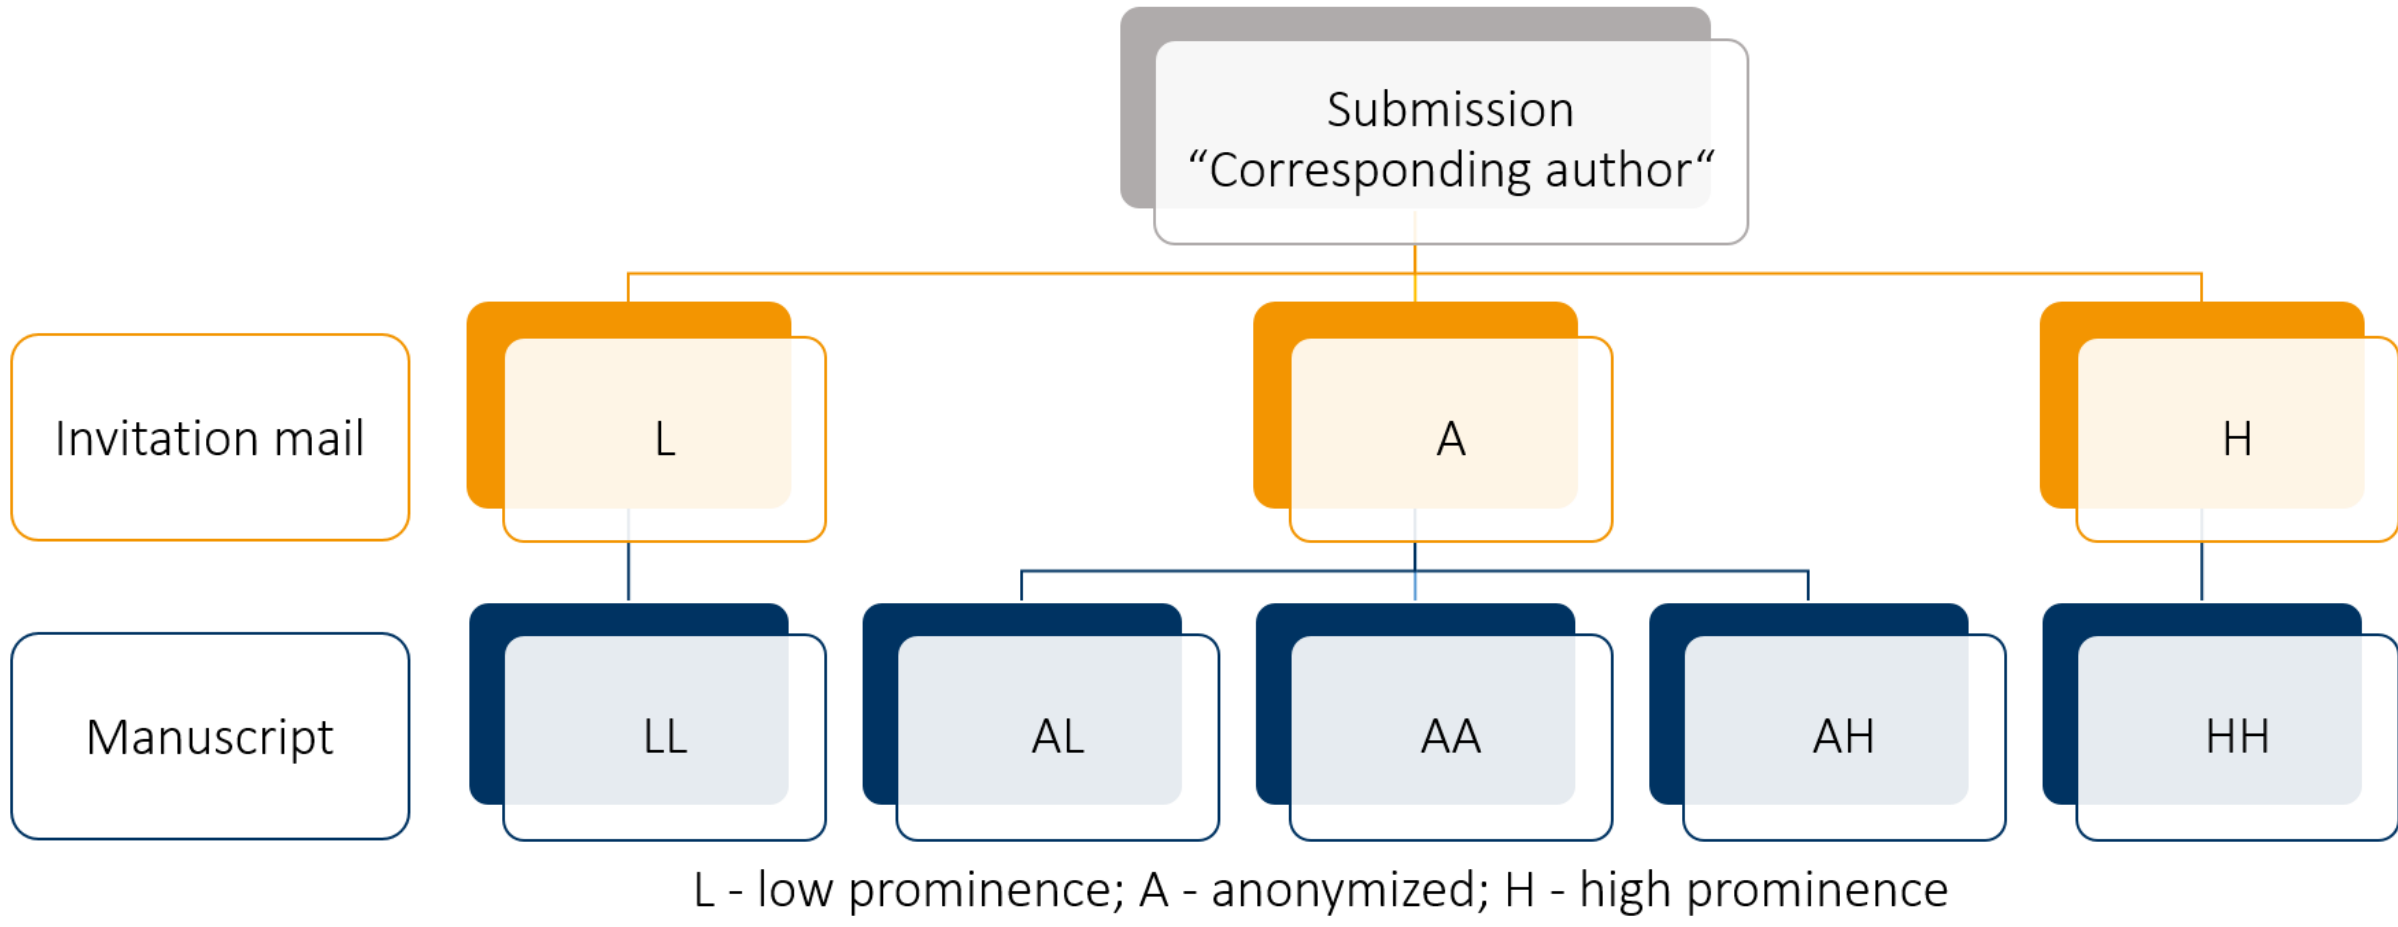 Submission
“Corresponding author“
Invitation mail
L
A
H
Manuscript
LL
AL
AA
AH
HH
L - low prominence; A - anonymized; H - high prominence